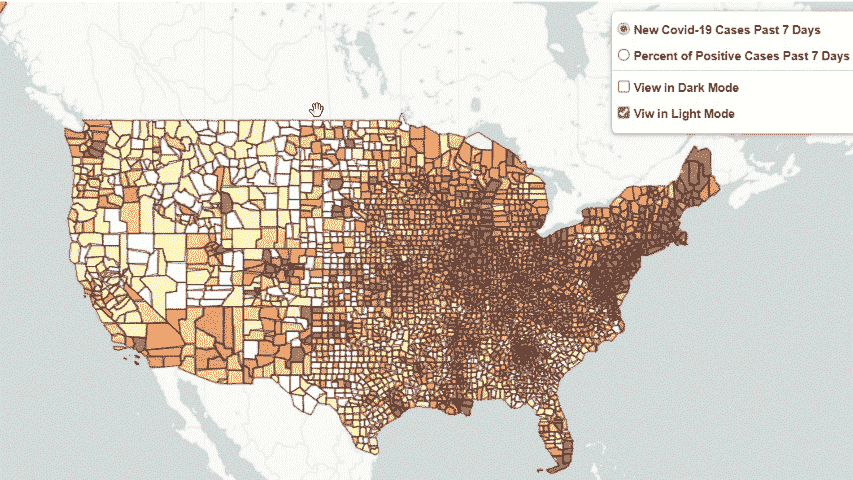 New Covid-19 Cases Past 7 Days
Percent of Positive Cases Past 7 Days
View in Dark Mode
Viw in Light Mode